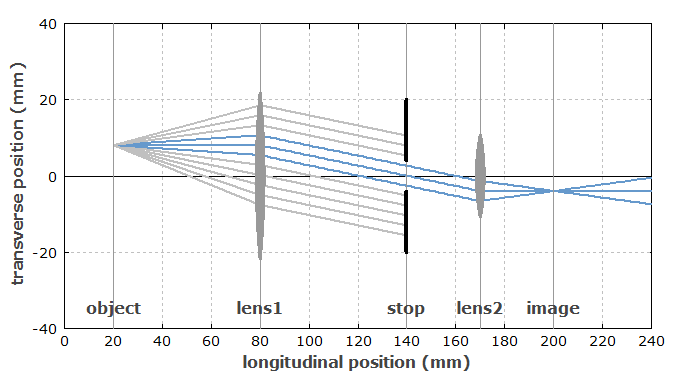 40
20
0
-20
-40
transverse position (mm)
object lens1 stop lens2 image
0 20 40 60 80 100 120 140 160 180 200 220 240
longitudinal position (mm)